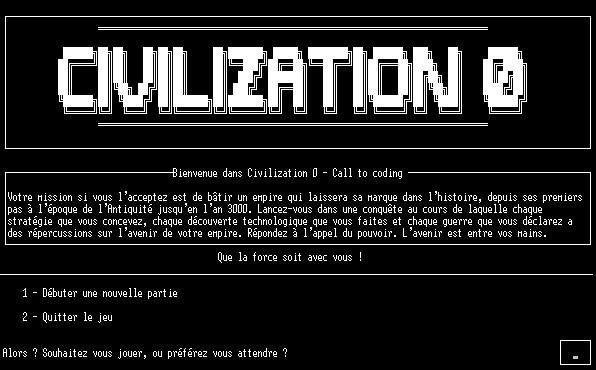 CIVILIZATION 0
Bienvenue dans Civilization 0 - Call to coding
Votre mission si vous l'acceptez est de bâtir un empire qui laissera sa marque dans l'histoire, depuis ses premiers
pas à l'époque de l'Antiquité jusqu'en l'an 3000. Lancez-vous dans une conquête au cours de laquelle chaque
stratégie que vous concevez, chaque découverte technologique que vous faites et chaque guerre que vous déclarez a
des répercussions sur l'avenir de votre empire. Répondez à l'appel du pouvoir. L'avenir est entre vos mains.
Que la force soit avec vous !
1 - Débuter une nouvelle partie
2 - Quitter le jeu
Alors ? Souhaitez vous jouer, ou préférez vous attendre ?